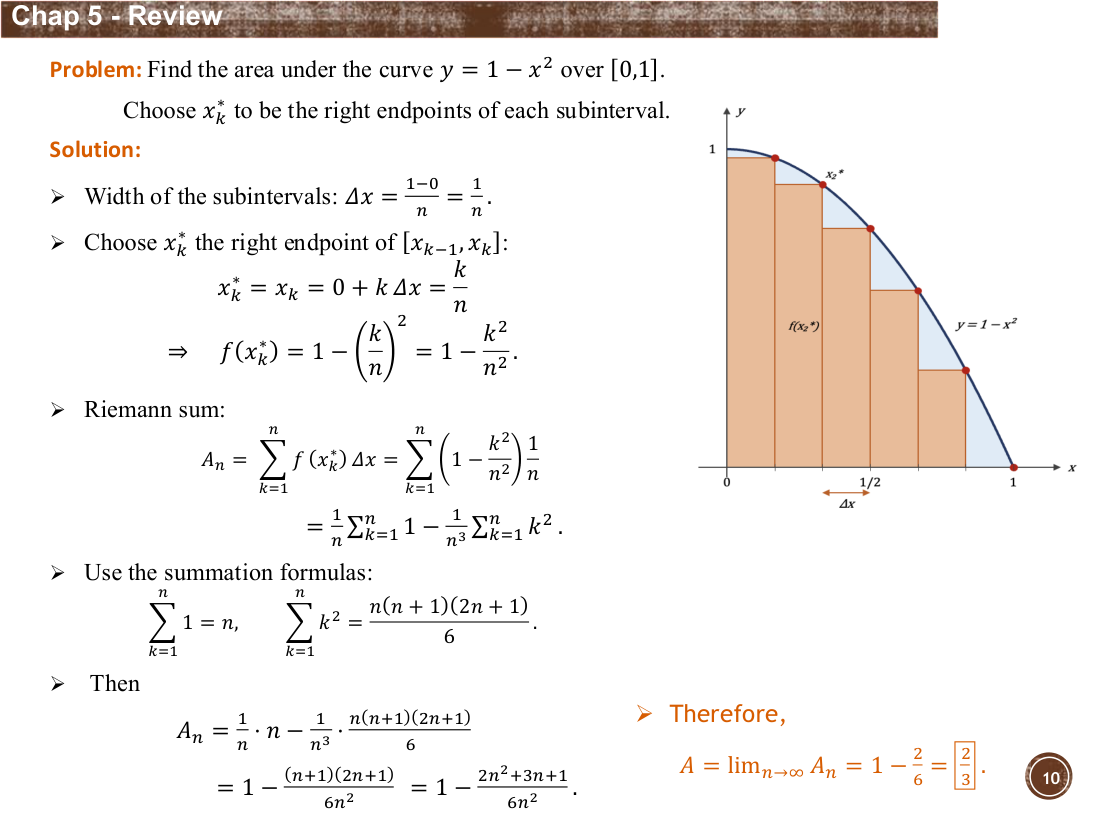 Chap 5 - Review
Problem: Find the area under the curve y = 1 − x² over [0,1].
Choose xₖ* to be the right endpoints of each subinterval.
Solution:
➢ Width of the subintervals: Δx = (1−0)/n = 1/n.
➢ Choose xₖ* the right endpoint of [xₖ₋₁, xₖ]:
xₖ* = xₖ = 0 + k Δx = k/n
⇒ f(xₖ*) = 1 − (k/n)² = 1 − k²/n².
➢ Riemann sum:
Aₙ = ∑ₖ₌₁ⁿ f (xₖ*) Δx = ∑ₖ₌₁ⁿ (1 − k²/n²) 1/n
= 1/n ∑ₖ₌₁ⁿ 1 − 1/n³ ∑ₖ₌₁ⁿ k² .
➢ Use the summation formulas:
∑ₖ₌₁ⁿ 1 = n, ∑ₖ₌₁ⁿ k² = n(n + 1)(2n + 1)/6 .
➢ Then
Aₙ = 1/n · n − 1/n³ · n(n+1)(2n+1)/6
= 1 − (n+1)(2n+1)/6n² = 1 − (2n²+3n+1)/6n² .
y
1
x₂*
f(x₂*)
y = 1 − x²
0
1/2
1
x
Δx
➢ Therefore,
A = limₙ→∞ Aₙ = 1 − 2/6 = 2/3 .
10